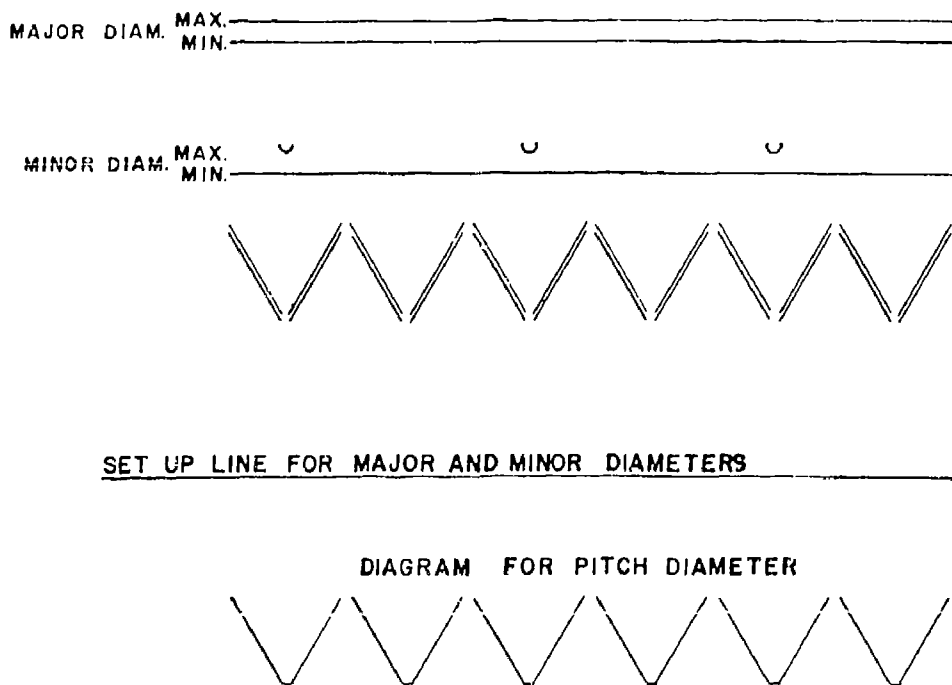 MAX.
MAJOR DIAM.
MIN.
MAX.
MINOR DIAM.
MIN.
SET UP LINE FOR MAJOR AND MINOR DIAMETERS
DIAGRAM FOR PITCH DIAMETER